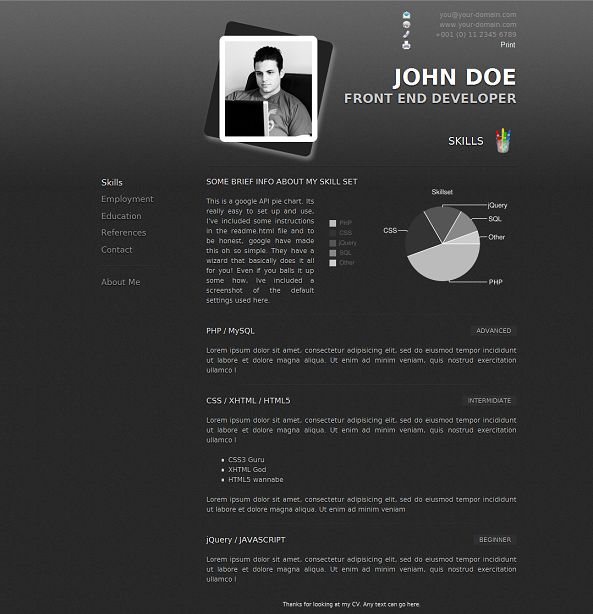 you@your-domain.com
www.your-domain.com
+001 (0) 11 2345 6789
Print
JOHN DOE
FRONT END DEVELOPER
SKILLS
Skills
Employment
Education
References
Contact
About Me
SOME BRIEF INFO ABOUT MY SKILL SET
This is a google API pie chart. Its
really easy to set up and use,
I've included some instructions
in the readme.html file and to
be honest, google have made
this oh so simple. They have a
wizard that basically does it all
for you! Even if you balls it up
some how, ive included a
screenshot of the default
settings used here.
PHP
CSS
jQuery
SQL
Other
Skillset
jQuery
SQL
Other
CSS
PHP
PHP / MySQL
ADVANCED
Lorem ipsum dolor sit amet, consectetur adipisicing elit, sed do eiusmod tempor incididunt
ut labore et dolore magna aliqua. Ut enim ad minim veniam, quis nostrud exercitation
ullamco l
CSS / XHTML / HTML5
INTERMIDIATE
Lorem ipsum dolor sit amet, consectetur adipisicing elit, sed do eiusmod tempor incididunt
ut labore et dolore magna aliqua. Ut enim ad minim veniam, quis nostrud exercitation
ullamco l
CSS3 Guru
XHTML God
HTML5 wannabe
Lorem ipsum dolor sit amet, consectetur adipisicing elit, sed do eiusmod tempor incididunt
ut labore et dolore magna aliqua. Ut enim ad minim veniam
jQuery / JAVASCRIPT
BEGINNER
Lorem ipsum dolor sit amet, consectetur adipisicing elit, sed do eiusmod tempor incididunt
ut labore et dolore magna aliqua. Ut enim ad minim veniam, quis nostrud exercitation
ullamco l
Thanks for looking at my CV. Any text can go here.